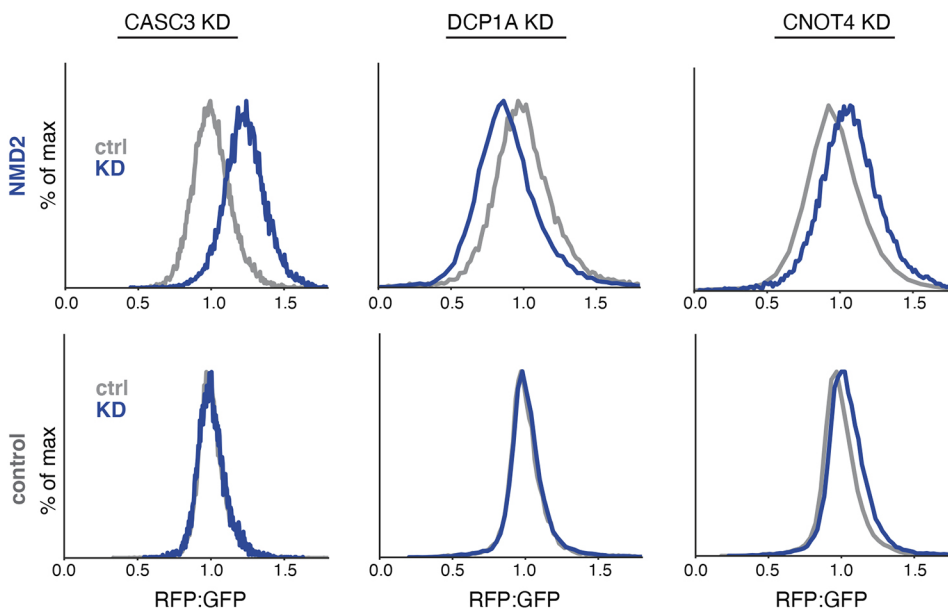 CASC3 KD
DCP1A KD
CNOT4 KD
NMD2
% of max
ctrl
KD
0.0 0.5 1.0 1.5
0.0 0.5 1.0 1.5
0.0 0.5 1.0 1.5
control
% of max
ctrl
KD
0.0 0.5 1.0 1.5
0.0 0.5 1.0 1.5
0.0 0.5 1.0 1.5
RFP:GFP
RFP:GFP
RFP:GFP